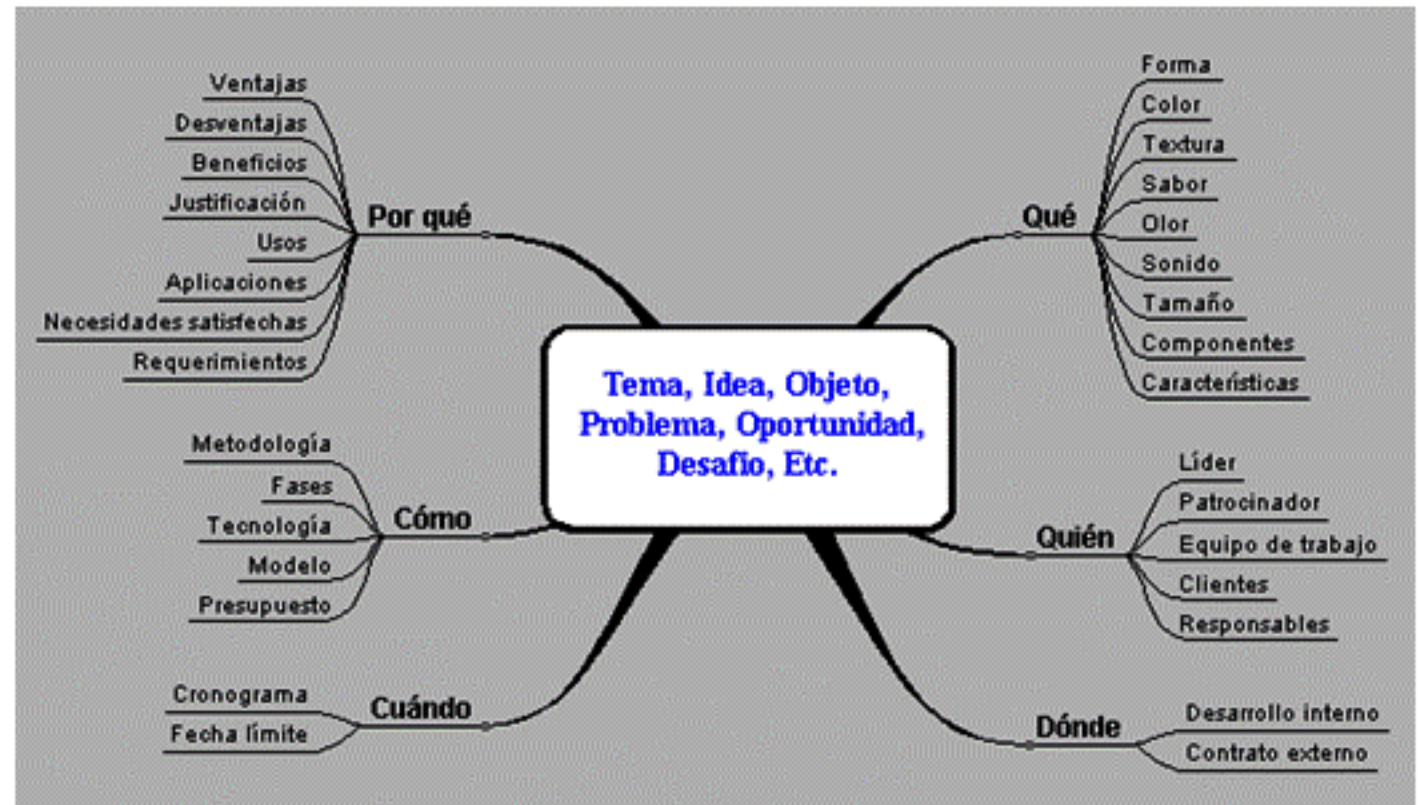 Tema, Idea, Objeto,
Problema, Oportunidad,
Desafío, Etc.
Por qué
Ventajas
Desventajas
Beneficios
Justificación
Usos
Aplicaciones
Necesidades satisfechas
Requerimientos
Cómo
Metodología
Fases
Tecnología
Modelo
Presupuesto
Cuándo
Cronograma
Fecha límite
Qué
Forma
Color
Textura
Sabor
Olor
Sonido
Tamaño
Componentes
Características
Quién
Líder
Patrocinador
Equipo de trabajo
Clientes
Responsables
Dónde
Desarrollo interno
Contrato externo